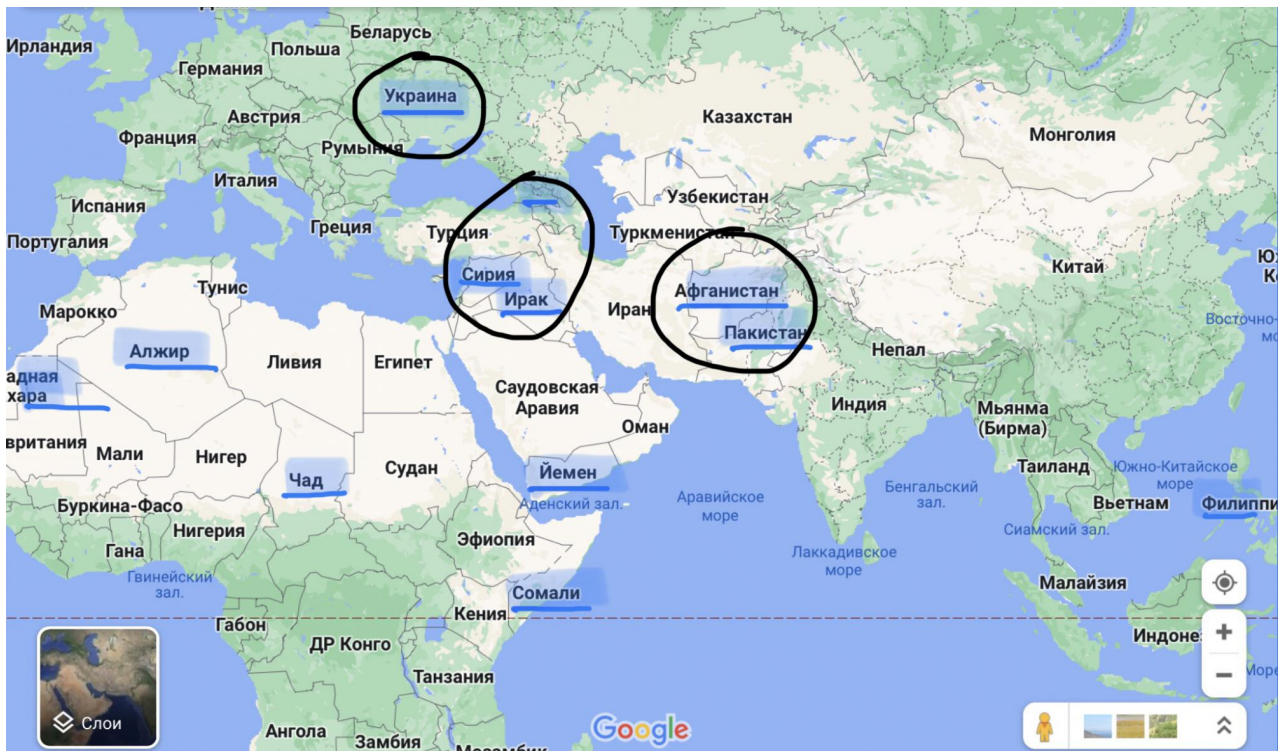 Беларусь
Ирландия
Польша
Германия
Украина
Казахстан
Австрия
Франция
Монголия
Румыния
Италия
Узбекистан
Испания
Греция
Турция
Туркменистан
Португалия
Китай
Сирия
Тунис
Афганистан
Ирак
Иран
Марокко
Восточно-
Пакистан
Непал
Алжир
Ливия
Египет
адная
хара
Саудовская
Аравия
Индия
Мьянма
(Бирма)
Оман
вритания
Мали
Нигер
Судан
Йемен
Чад
Таиланд
Южно-Китайское
море
Аравийское
море
Бенгальский
зал.
Аденский зал.
Вьетнам
Филиппи
Буркина-Фасо
Нигерия
Сиамский зал.
Гана
Эфиопия
Лаккадивское
море
Гвинейский
зал.
Малайзия
Сомали
Кения
Габон
ДР Конго
Индоне
Танзания
Слои
Ангола
Google
Замбия
Мозамбик